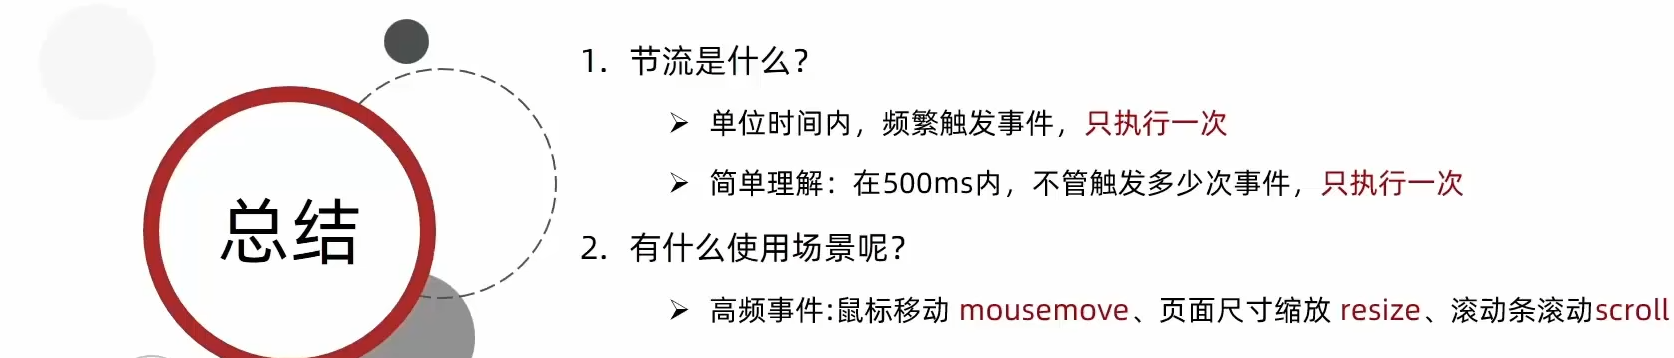 总结
1. 节流是什么？
➢ 单位时间内，频繁触发事件，只执行一次
➢ 简单理解：在500ms内，不管触发多少次事件，只执行一次
2. 有什么使用场景呢？
➢ 高频事件:鼠标移动 mousemove、页面尺寸缩放 resize、滚动条滚动scroll